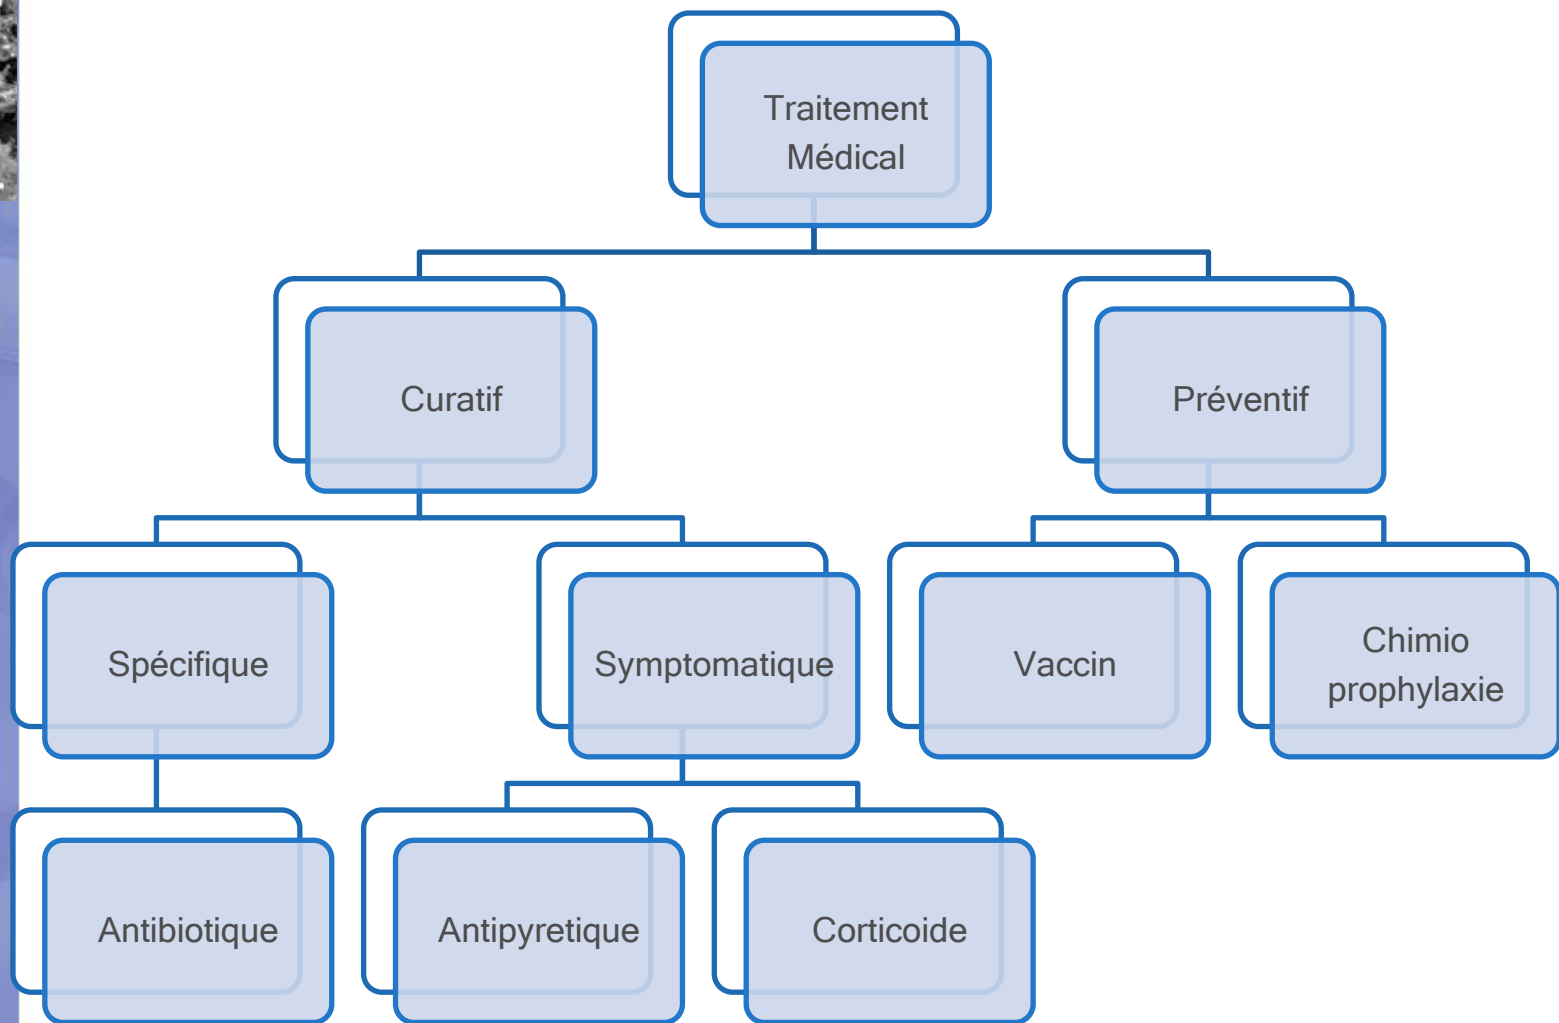 Traitement
Médical
Curatif
Préventif
Spécifique
Symptomatique
Vaccin
Chimio
prophylaxie
Antibiotique
Antipyretique
Corticoide